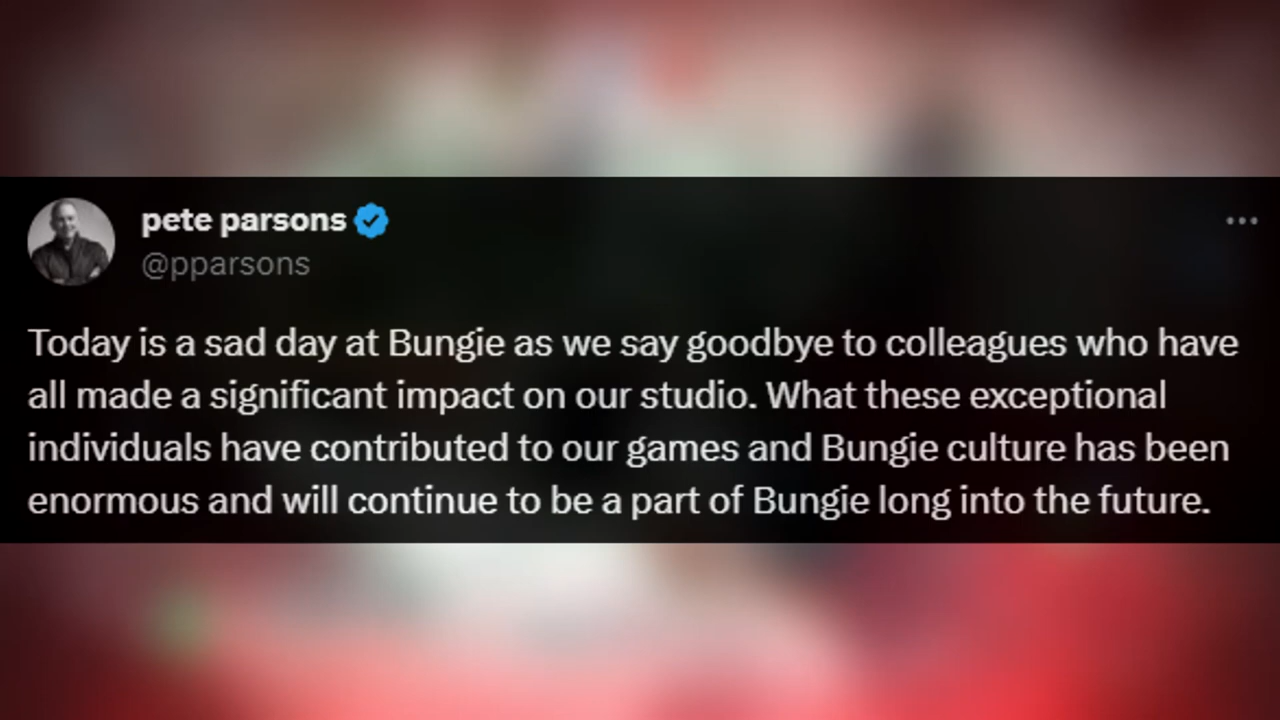 pete parsons
@pparsons
Today is a sad day at Bungie as we say goodbye to colleagues who have
all made a significant impact on our studio. What these exceptional
individuals have contributed to our games and Bungie culture has been
enormous and will continue to be a part of Bungie long into the future.